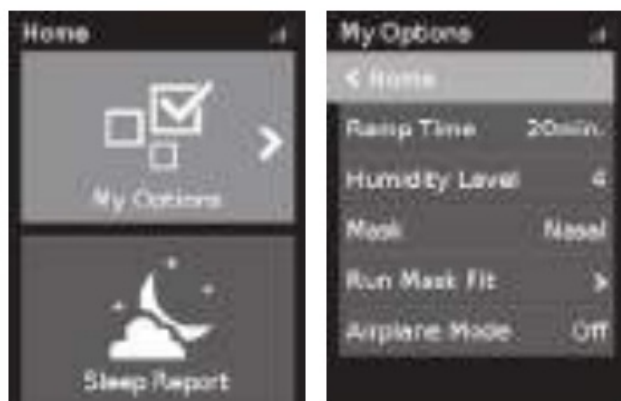 Home
My Options
Sleep Report
My Options
< Home
Ramp Time 20min.
Humidity Level 4
Mask Nasal
Run Mask Fit >
Airplane Mode Off